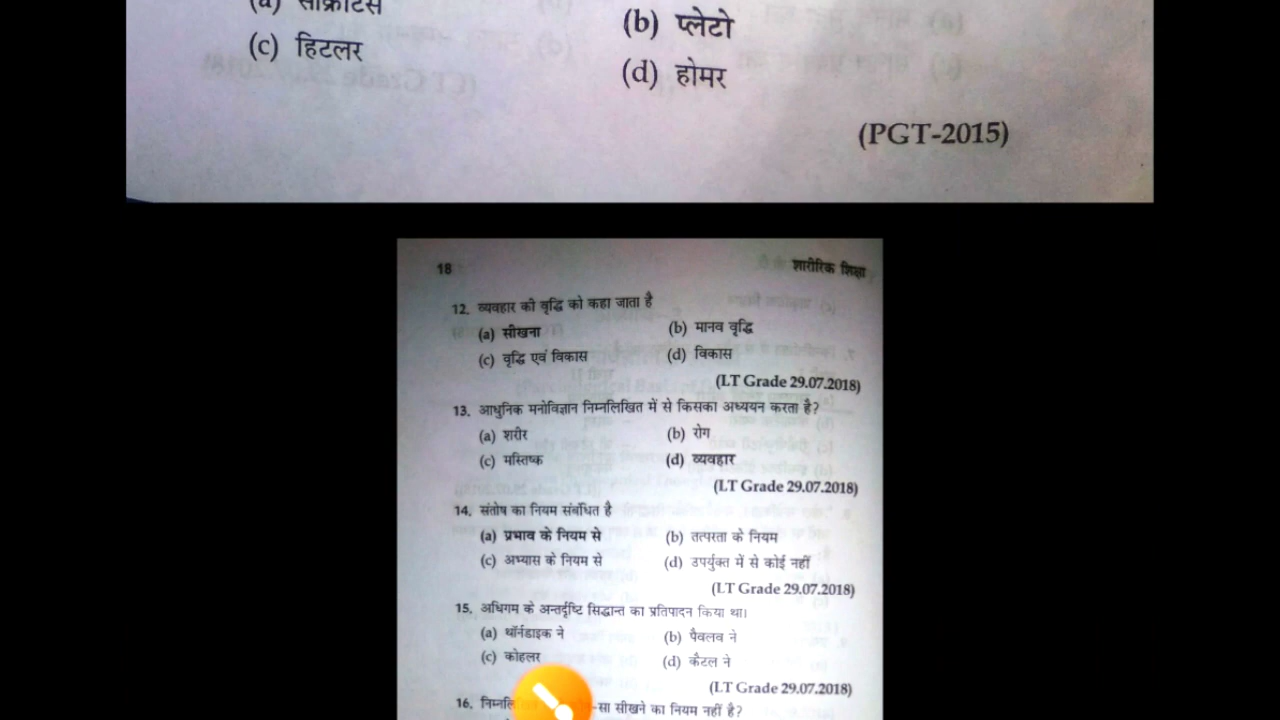 (a) साक्रेटिस
(b) प्लेटो
(c) हिटलर
(d) होमर
(PGT-2015)
18
शारीरिक शिक्षा
12. व्यवहार की वृद्धि को कहा जाता है
(a) सीखना (b) मानव वृद्धि
(c) वृद्धि एवं विकास (d) विकास
(LT Grade 29.07.2018)
13. आधुनिक मनोविज्ञान निम्नलिखित में से किसका अध्ययन करता है?
(a) शरीर (b) रोग
(c) मस्तिष्क (d) व्यवहार
(LT Grade 29.07.2018)
14. संतोष का नियम संबंधित है
(a) प्रभाव के नियम से (b) तत्परता के नियम
(c) अभ्यास के नियम से (d) उपर्युक्त में से कोई नहीं
(LT Grade 29.07.2018)
15. अधिगम के अन्तर्दृष्टि सिद्धान्त का प्रतिपादन किया था।
(a) थॉर्नडाइक ने (b) पैवलव ने
(c) कोहलर (d) कैटल ने
(LT Grade 29.07.2018)
16. -सा सीखने का नियम नहीं है?